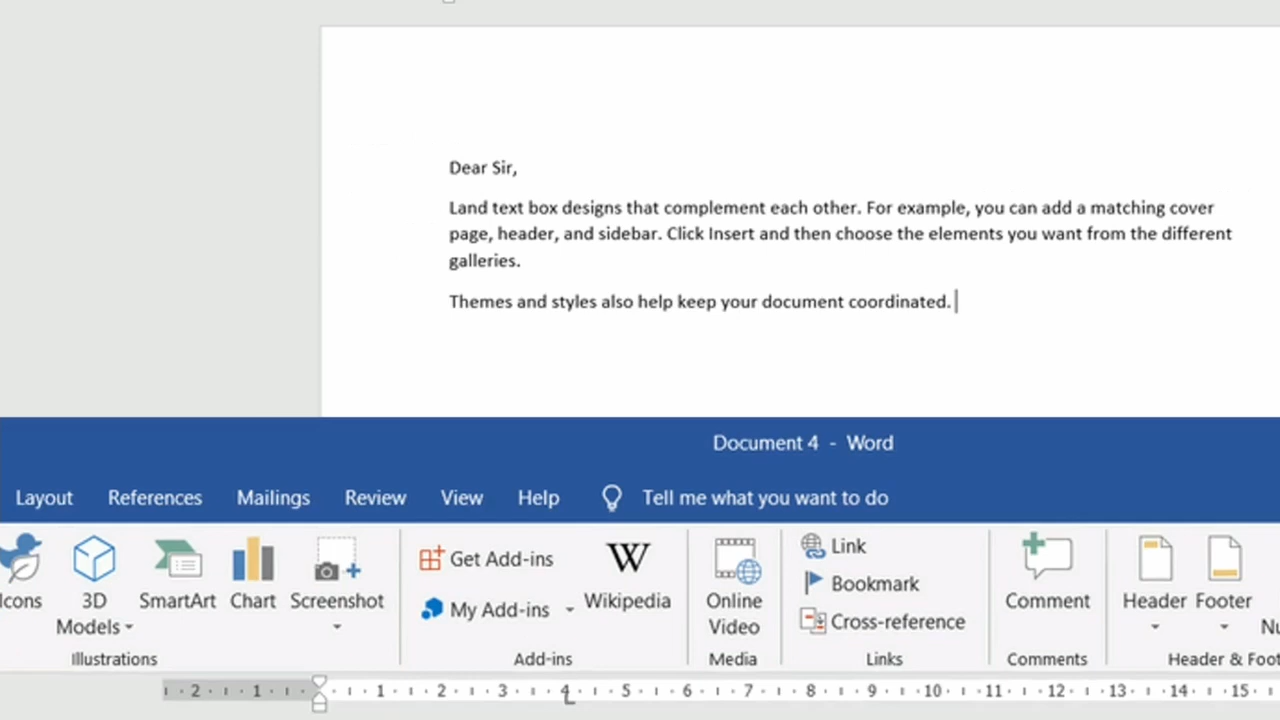 Dear Sir,
Land text box designs that complement each other. For example, you can add a matching cover
page, header, and sidebar. Click Insert and then choose the elements you want from the different
galleries.
Themes and styles also help keep your document coordinated.
Document 4 - Word
Layout References Mailings Review View Help Tell me what you want to do
Icons
3D
Models
SmartArt
Chart
Screenshot
Illustrations
Get Add-ins
My Add-ins
W
Wikipedia
Add-ins
Online
Video
Media
Link
Bookmark
Cross-reference
Links
Comment
Comments
Header
Footer
Header & Foot
2 1 1 2 3 4 5 6 7 8 9 10 11 12 13 14 15